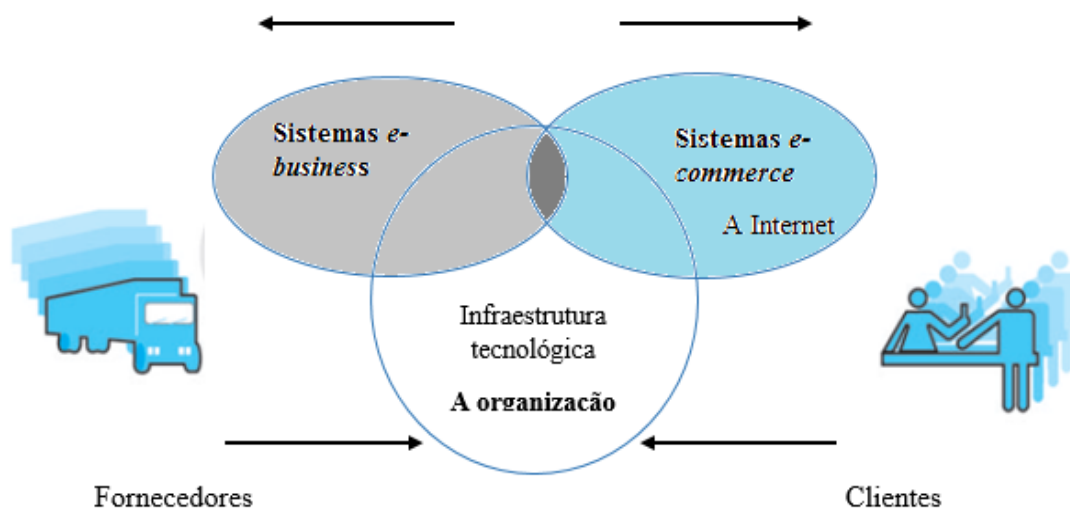 Sistemas e-
business
Sistemas e-
commerce
A Internet
Infraestrutura
tecnológica
A organização
Fornecedores
Clientes